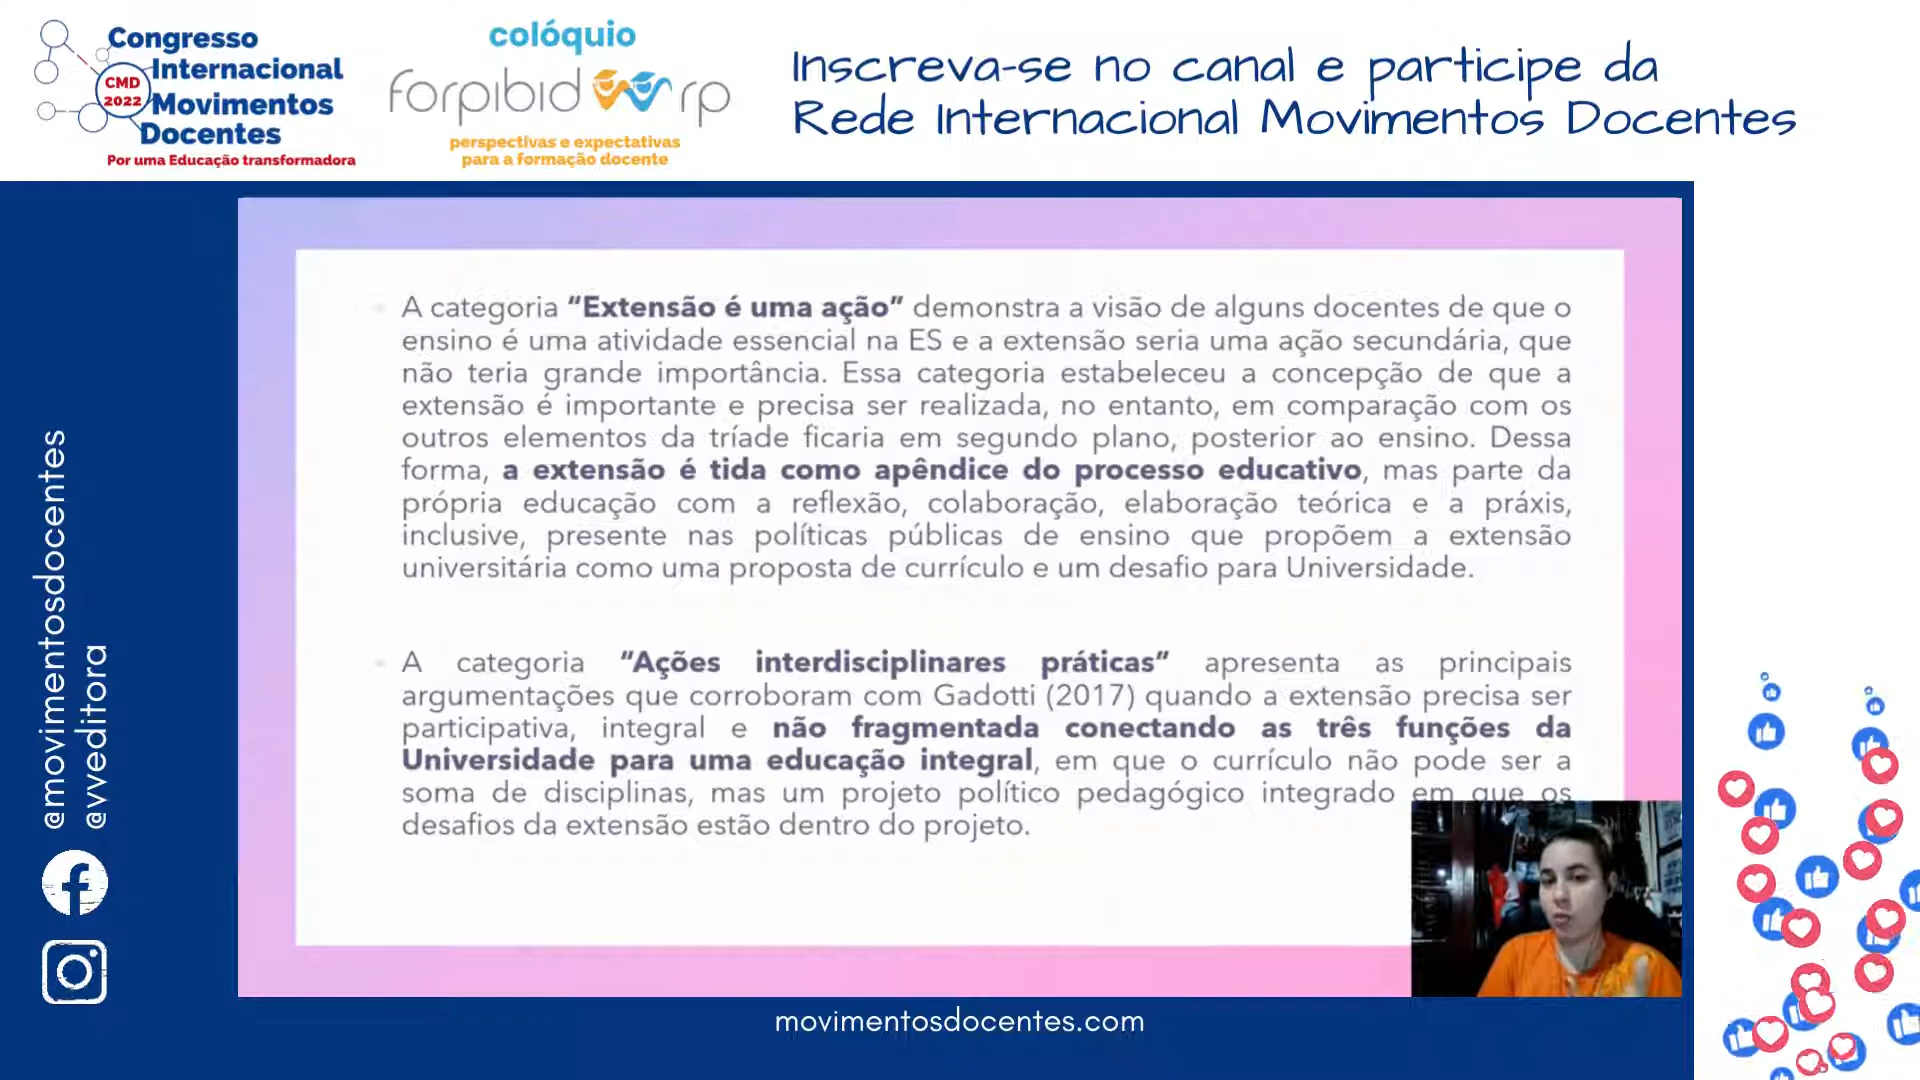 Congresso
Internacional
CMD
2022
Movimentos
Docentes
Por uma Educação transformadora
colóquio
forpibid rp
perspectivas e expectativas
para a formação docente
Inscreva-se no canal e participe da
Rede Internacional Movimentos Docentes
A categoria “Extensão é uma ação” demonstra a visão de alguns docentes de que o
ensino é uma atividade essencial na ES e a extensão seria uma ação secundária, que
não teria grande importância. Essa categoria estabeleceu a concepção de que a
extensão é importante e precisa ser realizada, no entanto, em comparação com os
outros elementos da tríade ficaria em segundo plano, posterior ao ensino. Dessa
forma, a extensão é tida como apêndice do processo educativo, mas parte da
própria educação com a reflexão, colaboração, elaboração teórica e a práxis,
inclusive, presente nas políticas públicas de ensino que propõem a extensão
universitária como uma proposta de currículo e um desafio para Universidade.
A categoria “Ações interdisciplinares práticas” apresenta as principais
argumentações que corroboram com Gadotti (2017) quando a extensão precisa ser
participativa, integral e não fragmentada conectando as três funções da
Universidade para uma educação integral, em que o currículo não pode ser a
soma de disciplinas, mas um projeto político pedagógico integrado em que os
desafios da extensão estão dentro do projeto.
@movimentosdocentes
@vveditora
movimentosdocentes.com